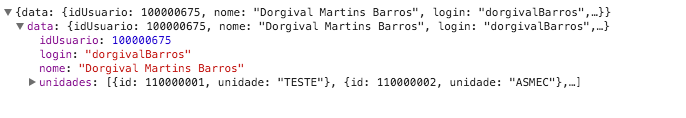 {data: {idUsuario: 100000675, nome: "Dorgival Martins Barros", login: "dorgivalBarros",…}}
data: {idUsuario: 100000675, nome: "Dorgival Martins Barros", login: "dorgivalBarros",…}
idUsuario: 100000675
login: "dorgivalBarros"
nome: "Dorgival Martins Barros"
unidades: [{id: 110000001, unidade: "TESTE"}, {id: 110000002, unidade: "ASMEC"},…]